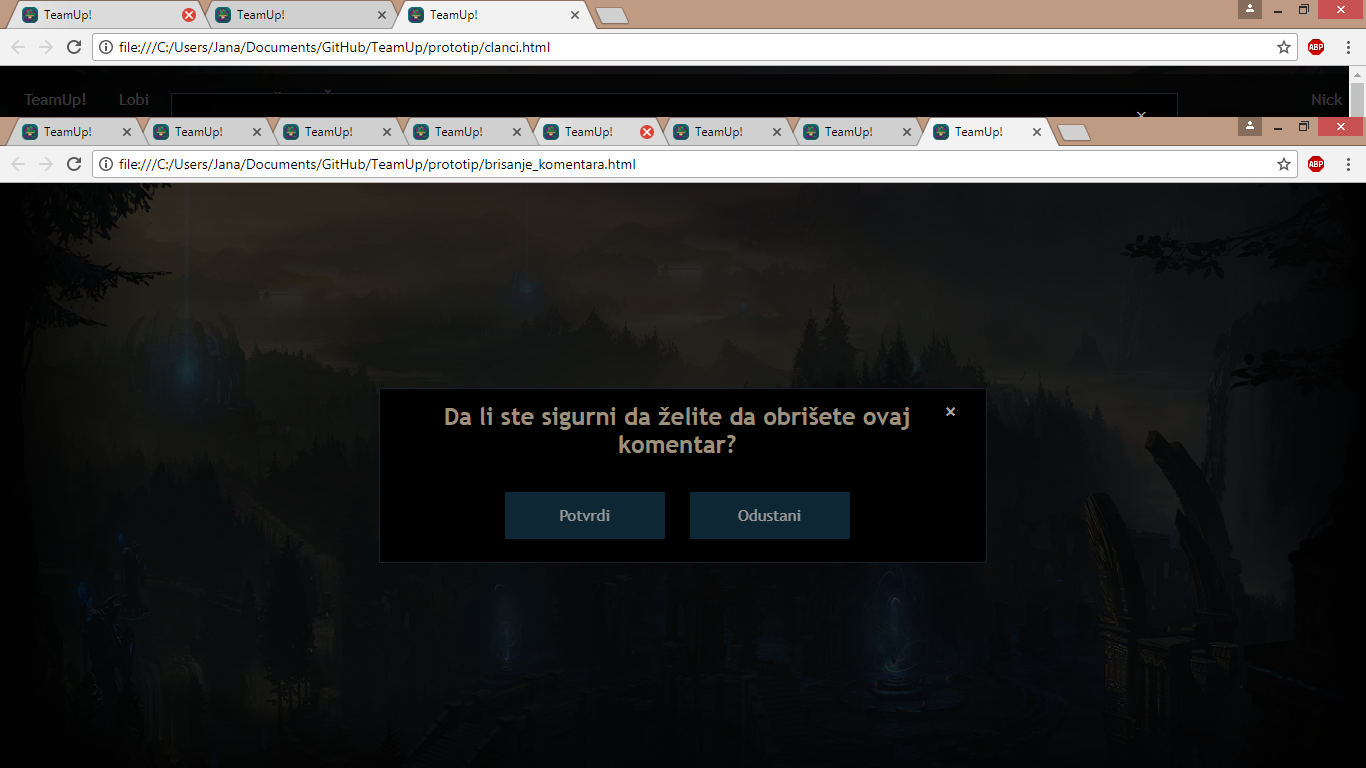 TeamUp! TeamUp! TeamUp!
file:///C:/Users/Jana/Documents/GitHub/TeamUp/prototip/clanci.html ABP
TeamUp! Lobi Nick
TeamUp! TeamUp! TeamUp! TeamUp! TeamUp! TeamUp! TeamUp! TeamUp!
file:///C:/Users/Jana/Documents/GitHub/TeamUp/prototip/brisanje_komentara.html ABP
Da li ste sigurni da želite da obrišete ovaj
komentar?
Potvrdi Odustani